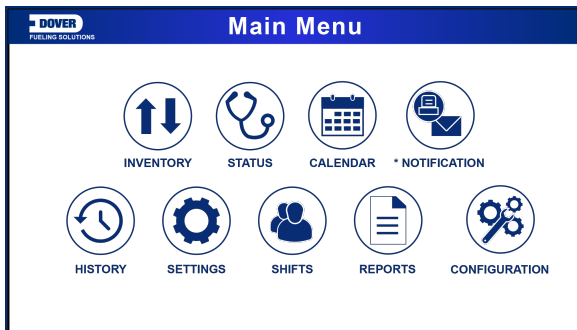 DOVER
FUELING SOLUTIONS
Main Menu
INVENTORY
STATUS
CALENDAR
* NOTIFICATION
HISTORY
SETTINGS
SHIFTS
REPORTS
CONFIGURATION